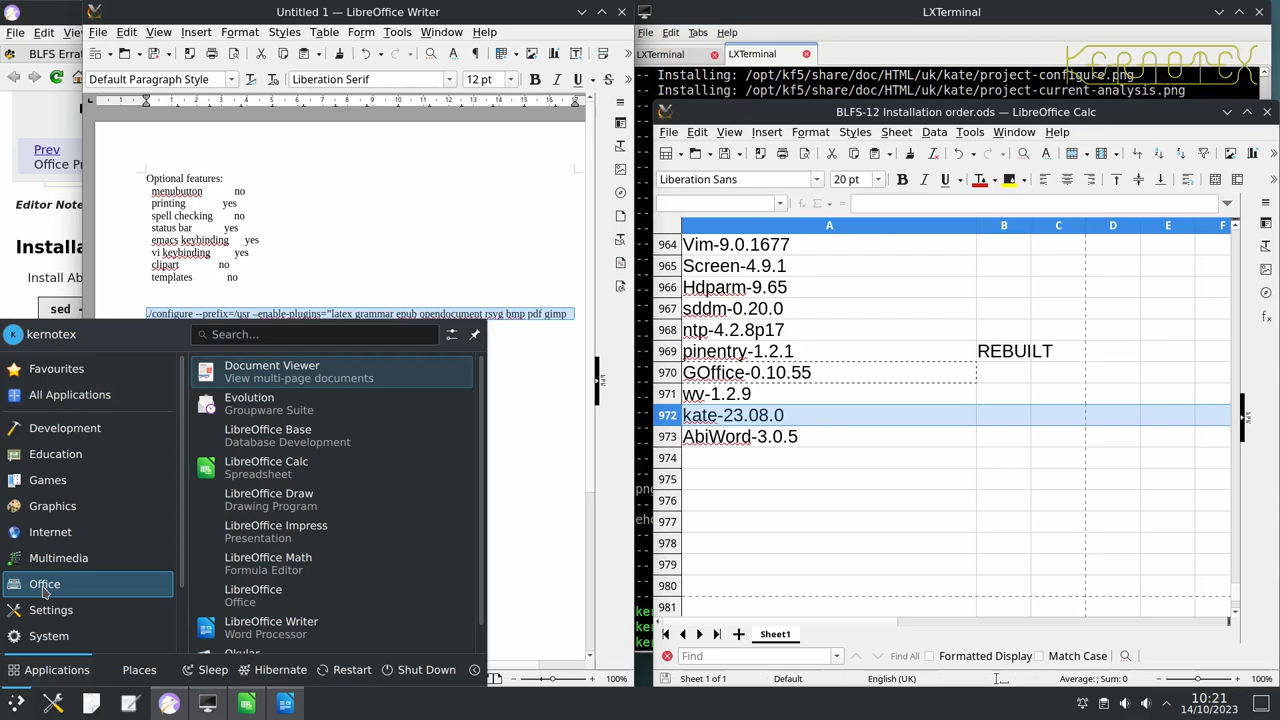 Untitled 1 — LibreOffice Writer
File Edit View Insert Format Styles Table Form Tools Window Help
Default Paragraph Style
Liberation Serif
12 pt
File Edit
BLFS Errat
Prev
Office P
Editor Note
Installa
Install Ab
sed -
Optional features:
menubutton no
printing yes
spell checking no
status bar yes
emacs keybinding yes
vi keybinding yes
clipart no
templates no
./configure --prefix=/usr –enable-plugins="latex grammar epub opendocument rsvg bmp pdf gimp
100%
LXTerminal
File Edit Tabs Help
LXTerminal
LXTerminal
KERNOTEX
Installing: /opt/kf5/share/doc/HTML/uk/kate/project-configure.png
Installing: /opt/kf5/share/doc/HTML/uk/kate/project-current-analysis.png
BLFS-12 Installation order.ods — LibreOffice Calc
File Edit View Insert Format Styles Sheet Data Tools Window Help
Liberation Sans
20 pt
A B C D E F
964 Vim-9.0.1677
965 Screen-4.9.1
966 Hdparm-9.65
967 sddm-0.20.0
968 ntp-4.2.8p17
969 pinentry-1.2.1 REBUILT
970 GOffice-0.10.55
971 wv-1.2.9
972 kate-23.08.0
973 AbiWord-3.0.5
974
975
976
977
978
979
980
981
Sheet1
Find
Find All
Formatted Display
Match Case
Sheet 1 of 1
Default
English (UK)
Average: ; Sum: 0
100%
kernotex
Search...
Favourites
All Applications
Development
Education
Games
Graphics
Internet
Multimedia
Office
Settings
System
Document Viewer
View multi-page documents
Evolution
Groupware Suite
LibreOffice Base
Database Development
LibreOffice Calc
Spreadsheet
LibreOffice Draw
Drawing Program
LibreOffice Impress
Presentation
LibreOffice Math
Formula Editor
LibreOffice
Office
LibreOffice Writer
Word Processor
Okular
Applications
Places
Sleep
Hibernate
Restart
Shut Down
10:21
14/10/2023